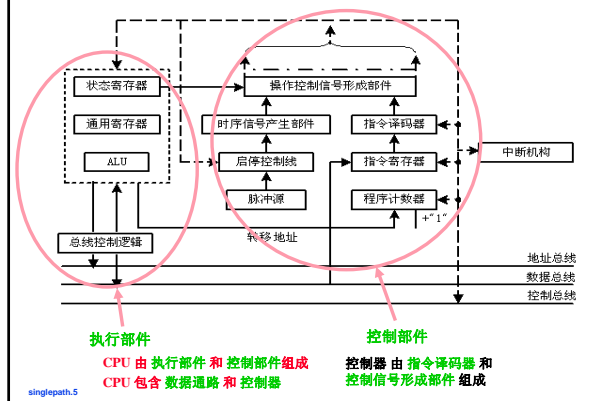 状态寄存器
操作控制信号形成部件
通用寄存器
时序信号产生部件
指令译码器
ALU
启停控制线
指令寄存器
中断机构
脉冲源
程序计数器
+"1"
总线控制逻辑
转移地址
地址总线
数据总线
控制总线
执行部件
控制部件
CPU 由 执行部件 和 控制部件组成
CPU 包含 数据通路 和 控制器
控制器 由 指令译码器 和
控制信号形成部件 组成
singlepath.5